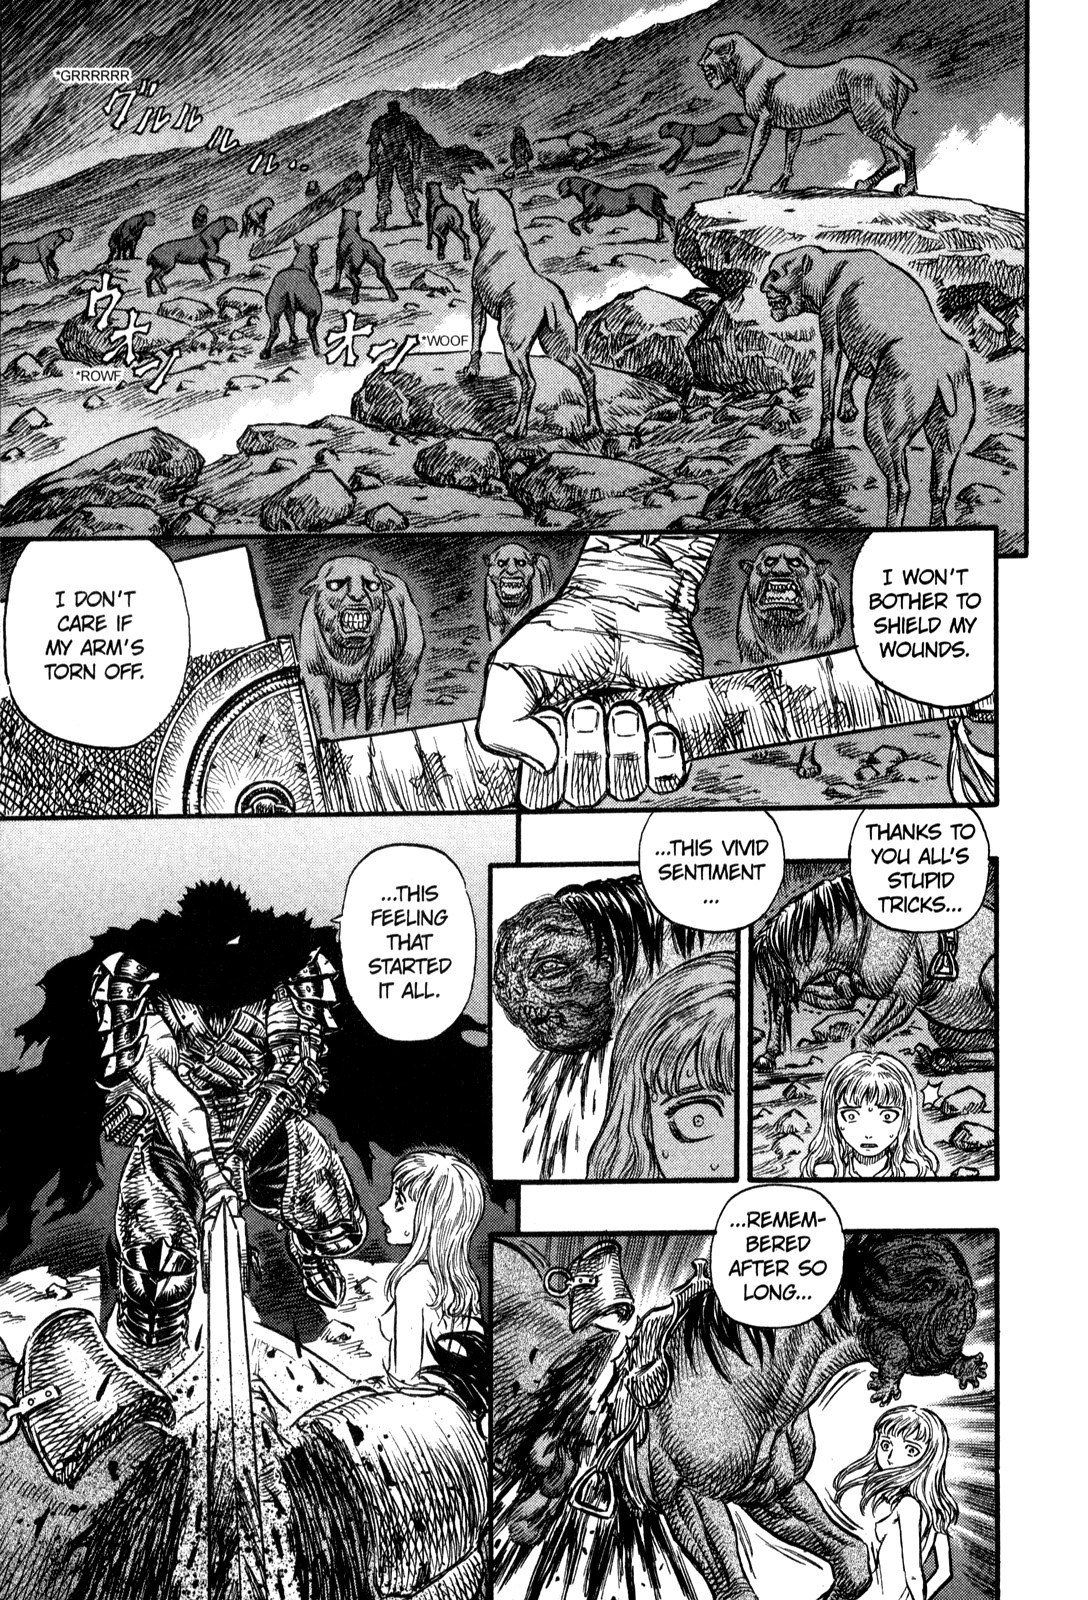 *GRRRRRR
グルルル
ルル・・
ウオン
*ROWF
オン
*WOOF
I WON'T
BOTHER TO
SHIELD MY
WOUNDS.
I DON'T
CARE IF
MY ARM'S
TORN OFF.
THANKS TO
YOU ALL'S
STUPID
TRICKS...
...THIS VIVID
SENTIMENT
...
...REMEM-
BERED
AFTER SO
LONG...
...THIS
FEELING
THAT
STARTED
IT ALL.